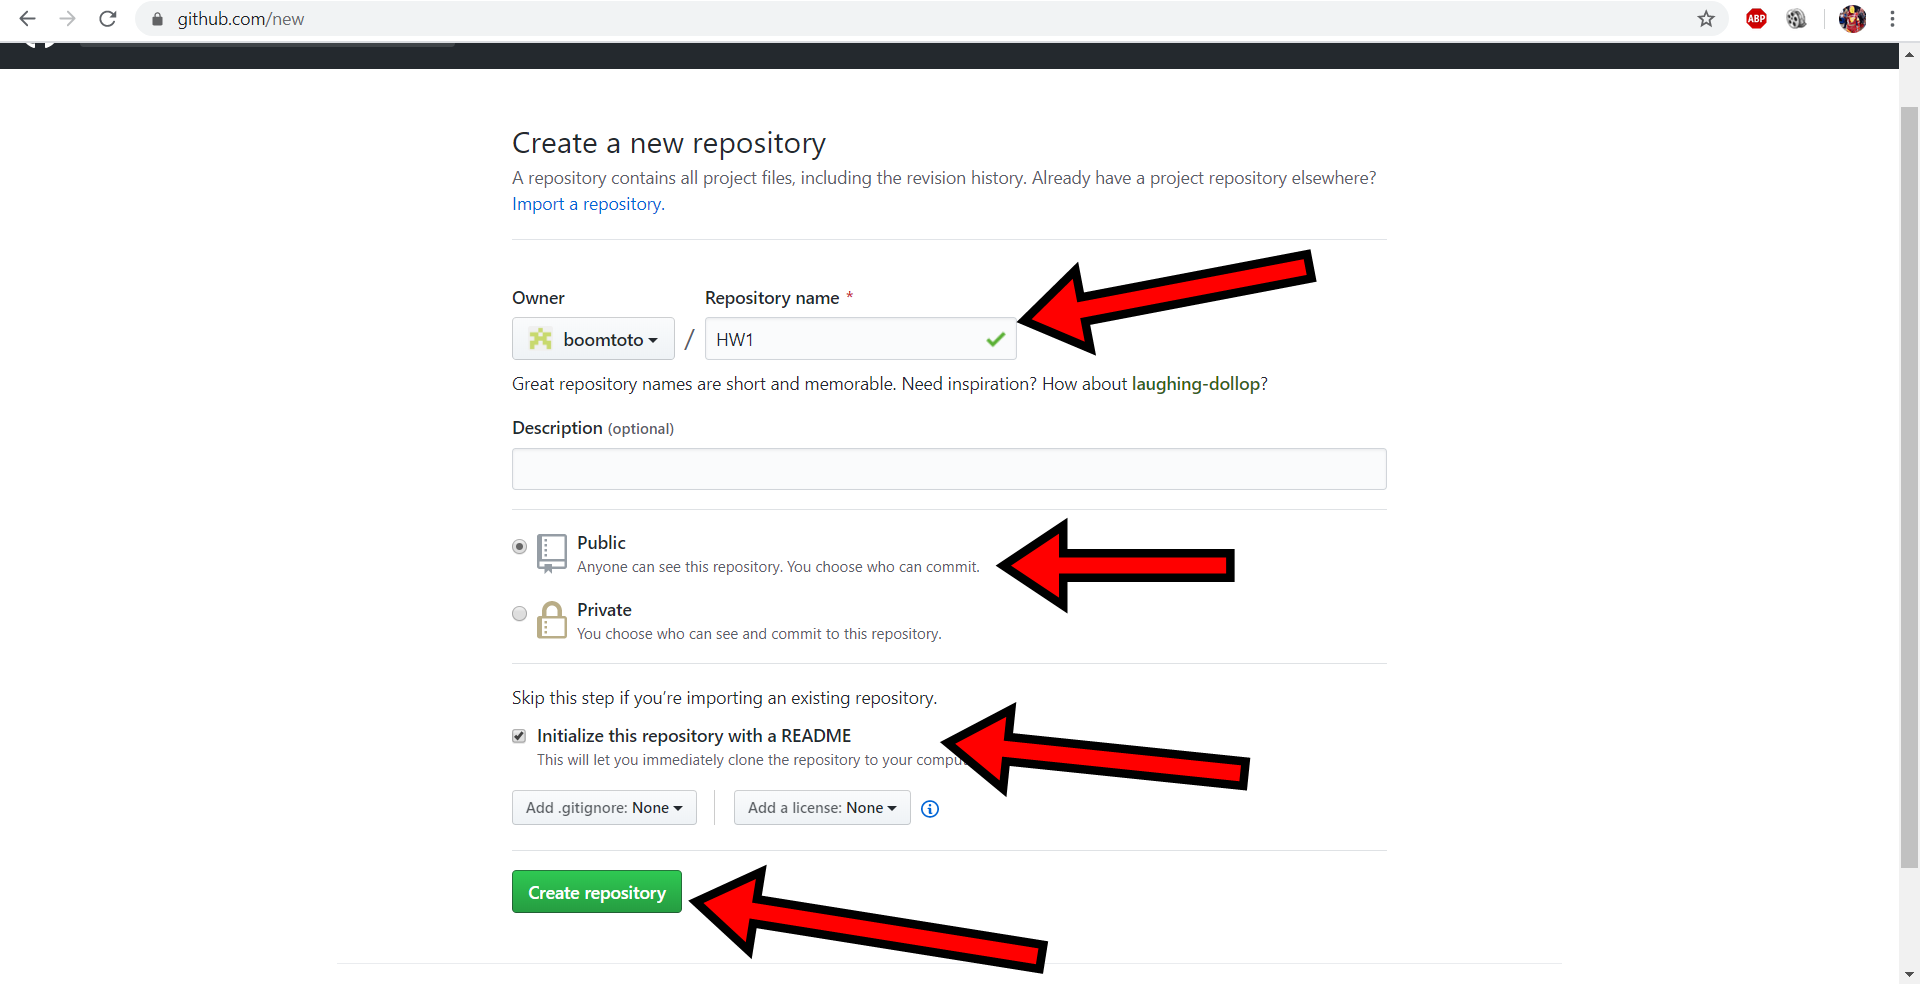 github.com/new
ABP
Create a new repository
A repository contains all project files, including the revision history. Already have a project repository elsewhere?
Import a repository.
Owner
Repository name *
boomtoto / HW1
Great repository names are short and memorable. Need inspiration? How about laughing-dollop?
Description (optional)
Public
Anyone can see this repository. You choose who can commit.
Private
You choose who can see and commit to this repository.
Skip this step if you’re importing an existing repository.
Initialize this repository with a README
This will let you immediately clone the repository to your
Add .gitignore: None
Add a license: None
Create repository